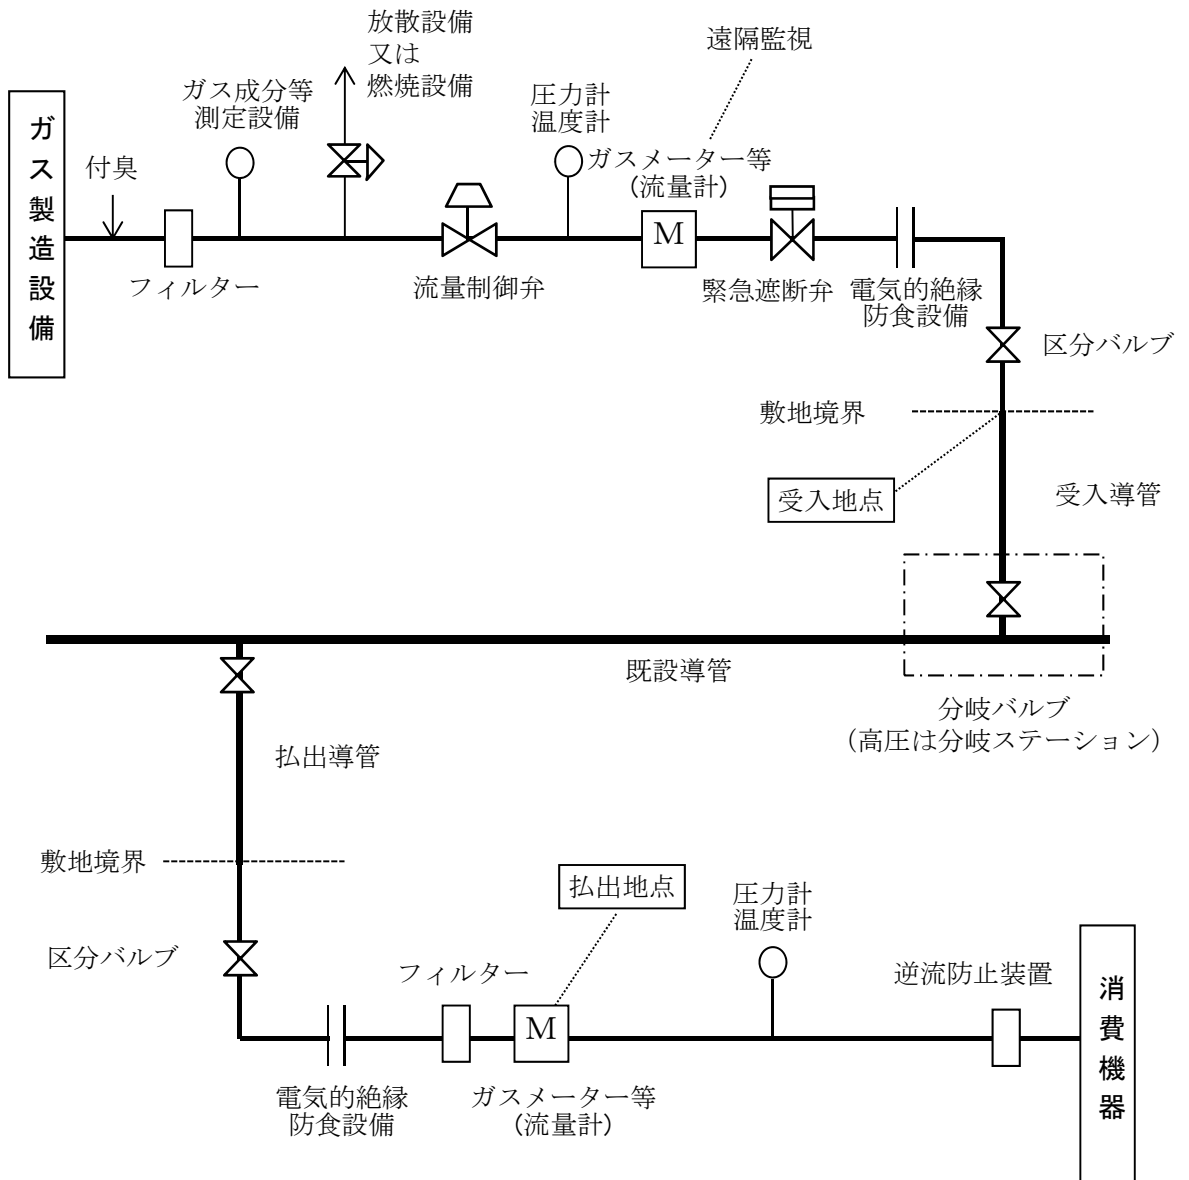 放散設備
又は
燃焼設備
遠隔監視
ガス成分等
測定設備
圧力計
温度計
ガス製造設備
付臭
ガスメーター等
(流量計)
M
フィルター
流量制御弁
緊急遮断弁
電気的絶縁
防食設備
区分バルブ
敷地境界
受入地点
受入導管
既設導管
分岐バルブ
(高圧は分岐ステーション)
払出導管
敷地境界
払出地点
圧力計
温度計
区分バルブ
フィルター
逆流防止装置
消費機器
M
電気的絶縁
防食設備
ガスメーター等
(流量計)